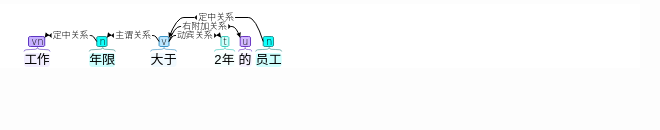 定中关系
右附加关系
定中关系 主谓关系 动宾关系
vn n v t u n
工作 年限 大于 2年 的 员工